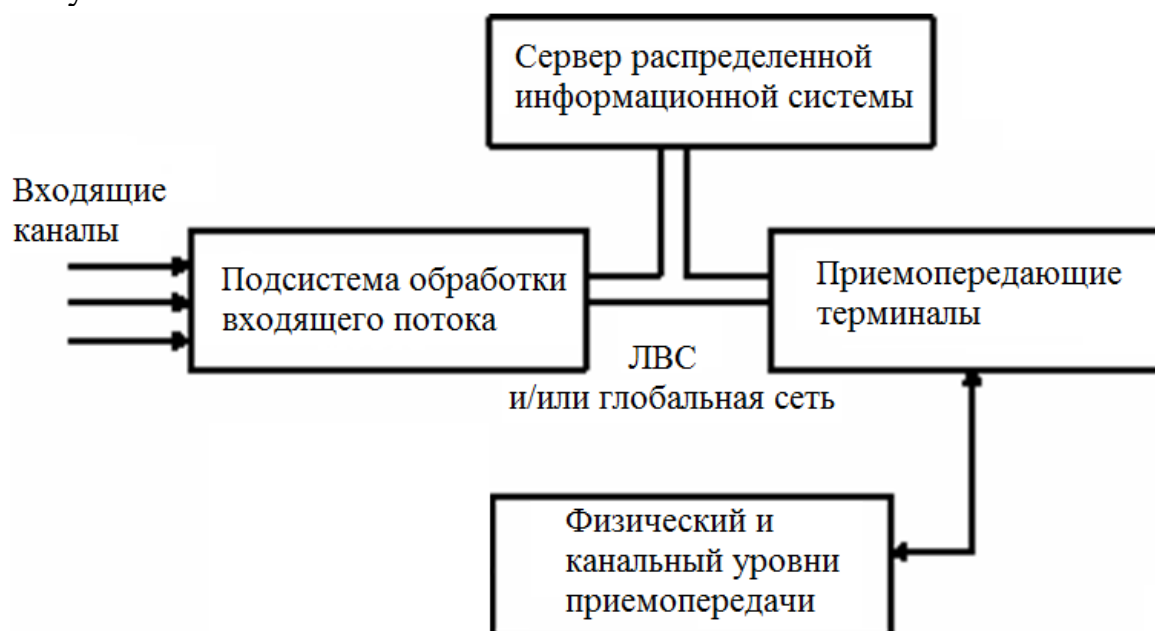 Сервер распределенной
информационной системы
Входящие
каналы
Подсистема обработки
входящего потока
Приемопередающие
терминалы
ЛВС
и/или глобальная сеть
Физический и
канальный уровни
приемопередачи